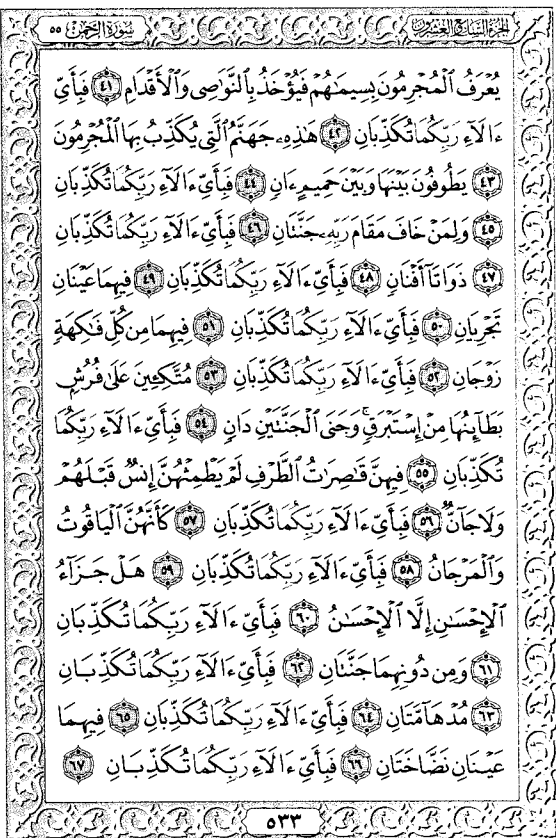 الجزء السابع والعشرون سورة الرحمن ٥٥
يُعْرَفُ ٱلْمُجْرِمُونَ بِسِيمَٰهُمْ فَيُؤْخَذُ بِٱلنَّوَٰصِى وَٱلْأَقْدَامِ ٤١ فَبِأَىِّ
ءَالَآءِ رَبِّكُمَا تُكَذِّبَانِ ٤٢ هَٰذِهِۦ جَهَنَّمُ ٱلَّتِى يُكَذِّبُ بِهَا ٱلْمُجْرِمُونَ
٤٣ يَطُوفُونَ بَيْنَهَا وَبَيْنَ حَمِيمٍ ءَانٍ ٤٤ فَبِأَىِّ ءَالَآءِ رَبِّكُمَا تُكَذِّبَانِ
٤٥ وَلِمَنْ خَافَ مَقَامَ رَبِّهِۦ جَنَّتَانِ ٤٦ فَبِأَىِّ ءَالَآءِ رَبِّكُمَا تُكَذِّبَانِ
٤٧ ذَوَاتَآ أَفْنَانٍ ٤٨ فَبِأَىِّ ءَالَآءِ رَبِّكُمَا تُكَذِّبَانِ ٤٩ فِيهِمَا عَيْنَانِ
تَجْرِيَانِ ٥٠ فَبِأَىِّ ءَالَآءِ رَبِّكُمَا تُكَذِّبَانِ ٥١ فِيهِمَا مِن كُلِّ فَٰكِهَةٍ
زَوْجَانِ ٥٢ فَبِأَىِّ ءَالَآءِ رَبِّكُمَا تُكَذِّبَانِ ٥٣ مُتَّكِـِٔينَ عَلَىٰ فُرُشٍۭ
بَطَآئِنُهَا مِنْ إِسْتَبْرَقٍ ۚ وَجَنَى ٱلْجَنَّتَيْنِ دَانٍ ٥٤ فَبِأَىِّ ءَالَآءِ رَبِّكُمَا
تُكَذِّبَانِ ٥٥ فِيهِنَّ قَٰصِرَٰتُ ٱلطَّرْفِ لَمْ يَطْمِثْهُنَّ إِنسٌ قَبْلَهُمْ
وَلَا جَآنٌّ ٥٦ فَبِأَىِّ ءَالَآءِ رَبِّكُمَا تُكَذِّبَانِ ٥٧ كَأَنَّهُنَّ ٱلْيَاقُوتُ
وَٱلْمَرْجَانُ ٥٨ فَبِأَىِّ ءَالَآءِ رَبِّكُمَا تُكَذِّبَانِ ٥٩ هَلْ جَزَآءُ
ٱلْإِحْسَٰنِ إِلَّا ٱلْإِحْسَٰنُ ٦٠ فَبِأَىِّ ءَالَآءِ رَبِّكُمَا تُكَذِّبَانِ
٦١ وَمِن دُونِهِمَا جَنَّتَانِ ٦٢ فَبِأَىِّ ءَالَآءِ رَبِّكُمَا تُكَذِّبَانِ
٦٣ مُدْهَآمَّتَانِ ٦٤ فَبِأَىِّ ءَالَآءِ رَبِّكُمَا تُكَذِّبَانِ ٦٥ فِيهِمَا
عَيْنَانِ نَضَّاخَتَانِ ٦٦ فَبِأَىِّ ءَالَآءِ رَبِّكُمَا تُكَذِّبَانِ ٦٧
٥٣٣